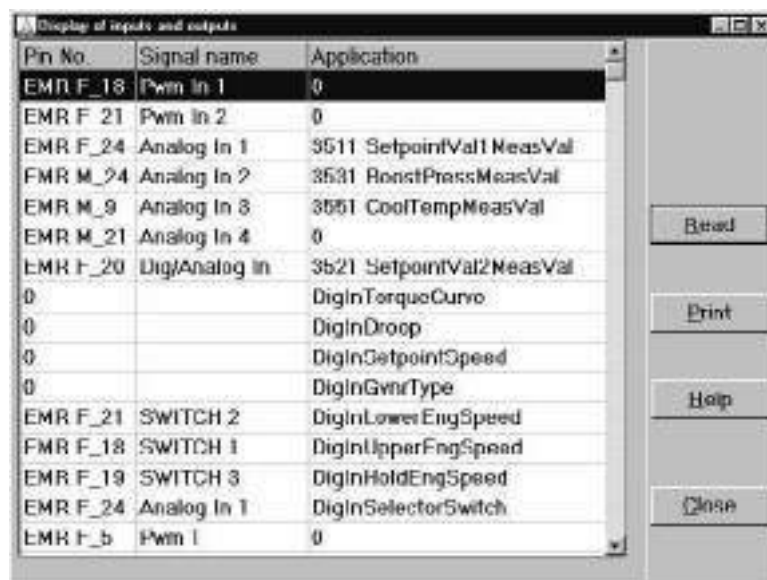 Display of inputs and outputs
Pin No. Signal name Application
EMR F_18 Pwm In 1 0
EMR F_21 Pwm In 2 0
EMR F_24 Analog In 1 3511 SetpointVal1MeasVal
EMR M_24 Analog In 2 3531 BoostPressMeasVal
EMR M_9 Analog In 3 3551 CoolTempMeasVal
EMR M_21 Analog In 4 0
EMR F_20 Dig/Analog In 3521 SetpointVal2MeasVal
0 DigInTorqueCurve
0 DigInDroop
0 DigInSetpointSpeed
0 DigInGvnrType
EMR F_21 SWITCH 2 DigInLowerEngSpeed
EMR F_18 SWITCH 1 DigInUpperEngSpeed
EMR F_19 SWITCH 3 DigInHoldEngSpeed
EMR F_24 Analog In 1 DigInSelectorSwitch
EMR F_5 Pwm 1 0
Read
Print
Help
Close